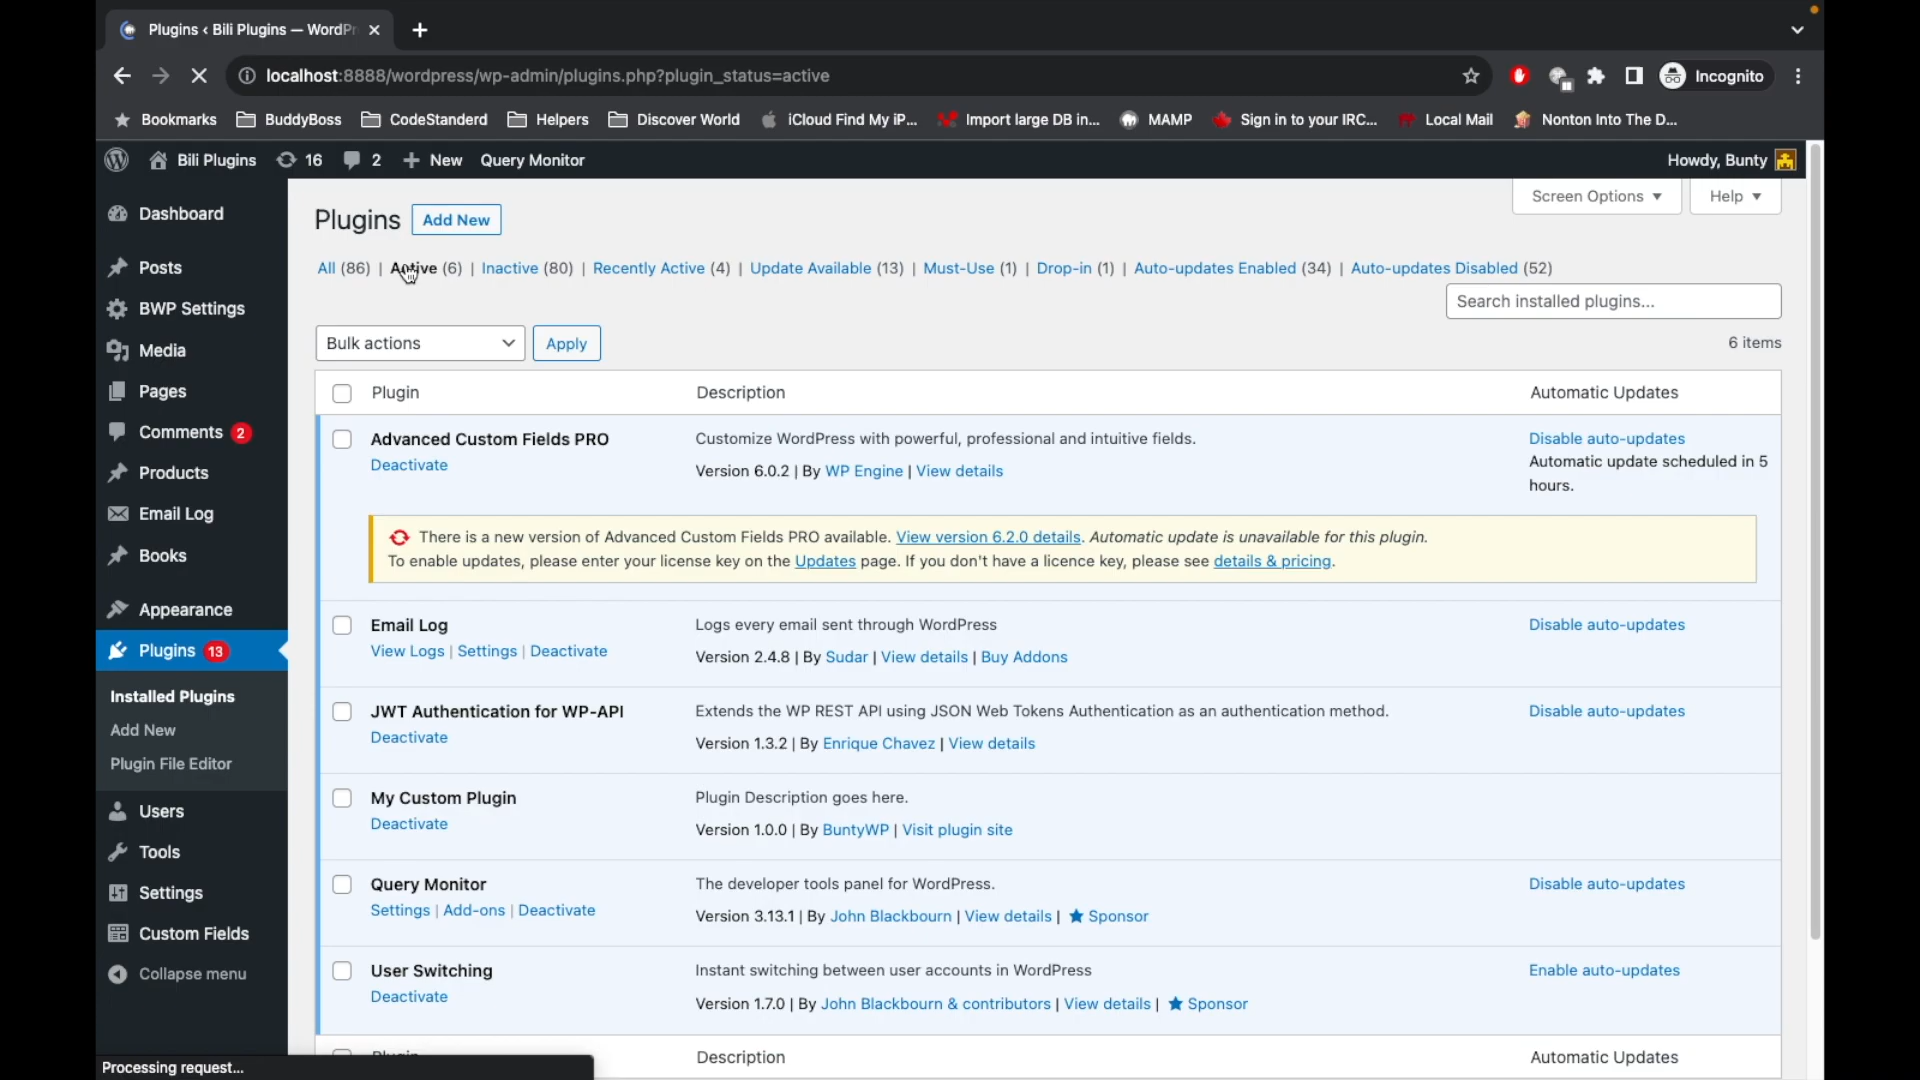 Plugins ‹ Bili Plugins — WordPr
localhost:8888/wordpress/wp-admin/plugins.php?plugin_status=active
Incognito
Bookmarks BuddyBoss CodeStanderd Helpers Discover World iCloud Find My iP... Import large DB in... MAMP Sign in to your IRC... Local Mail Nonton Into The D...
Bili Plugins 16 2 New Query Monitor Howdy, Bunty
Screen Options Help
Dashboard
Posts
BWP Settings
Media
Pages
Comments 2
Products
Email Log
Books
Appearance
Plugins 13
Installed Plugins
Add New
Plugin File Editor
Users
Tools
Settings
Custom Fields
Collapse menu
Plugins Add New
All (86) | Active (6) | Inactive (80) | Recently Active (4) | Update Available (13) | Must-Use (1) | Drop-in (1) | Auto-updates Enabled (34) | Auto-updates Disabled (52)
Search installed plugins...
Bulk actions Apply 6 items
Plugin Description Automatic Updates
Advanced Custom Fields PRO Customize WordPress with powerful, professional and intuitive fields. Disable auto-updates
Deactivate Version 6.0.2 | By WP Engine | View details Automatic update scheduled in 5
hours.
There is a new version of Advanced Custom Fields PRO available. View version 6.2.0 details. Automatic update is unavailable for this plugin.
To enable updates, please enter your license key on the Updates page. If you don't have a licence key, please see details & pricing.
Email Log Logs every email sent through WordPress Disable auto-updates
View Logs | Settings | Deactivate Version 2.4.8 | By Sudar | View details | Buy Addons
JWT Authentication for WP-API Extends the WP REST API using JSON Web Tokens Authentication as an authentication method. Disable auto-updates
Deactivate Version 1.3.2 | By Enrique Chavez | View details
My Custom Plugin Plugin Description goes here.
Deactivate Version 1.0.0 | By BuntyWP | Visit plugin site
Query Monitor The developer tools panel for WordPress. Disable auto-updates
Settings | Add-ons | Deactivate Version 3.13.1 | By John Blackbourn | View details | Sponsor
User Switching Instant switching between user accounts in WordPress Enable auto-updates
Deactivate Version 1.7.0 | By John Blackbourn & contributors | View details | Sponsor
Plugin Description Automatic Updates
Processing request...